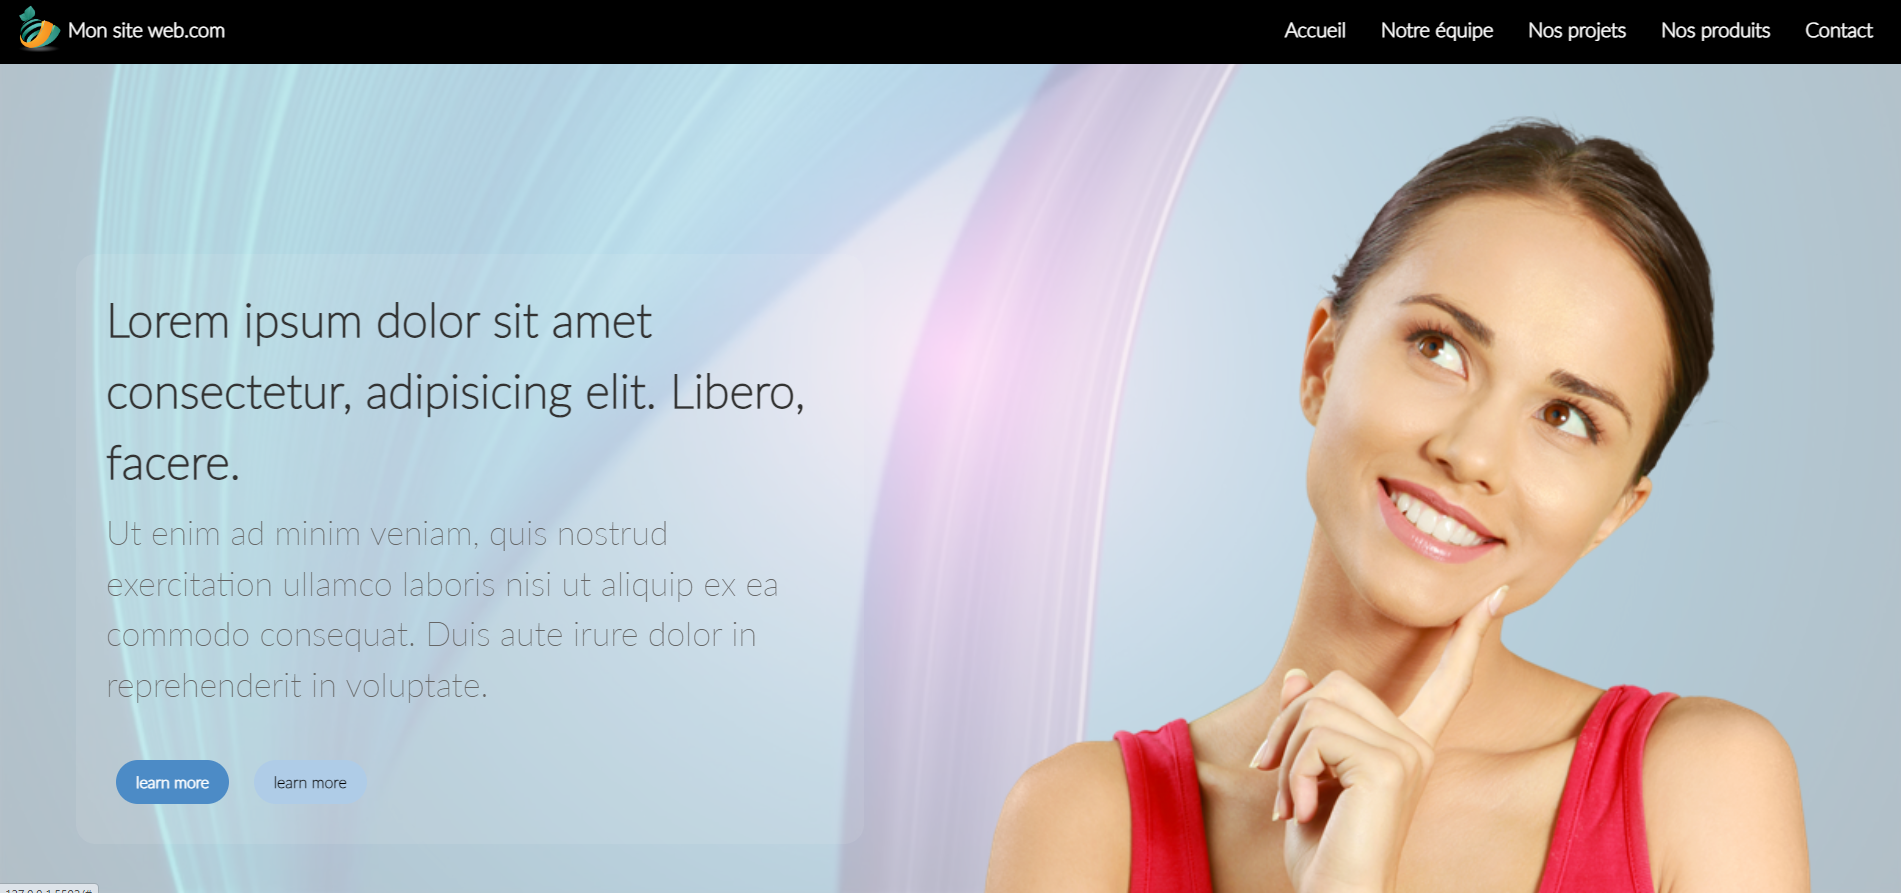 Mon site web.com
Accueil Notre équipe Nos projets Nos produits Contact
Lorem ipsum dolor sit amet
consectetur, adipisicing elit. Libero,
facere.
Ut enim ad minim veniam, quis nostrud
exercitation ullamco laboris nisi ut aliquip ex ea
commodo consequat. Duis aute irure dolor in
reprehenderit in voluptate.
learn more learn more